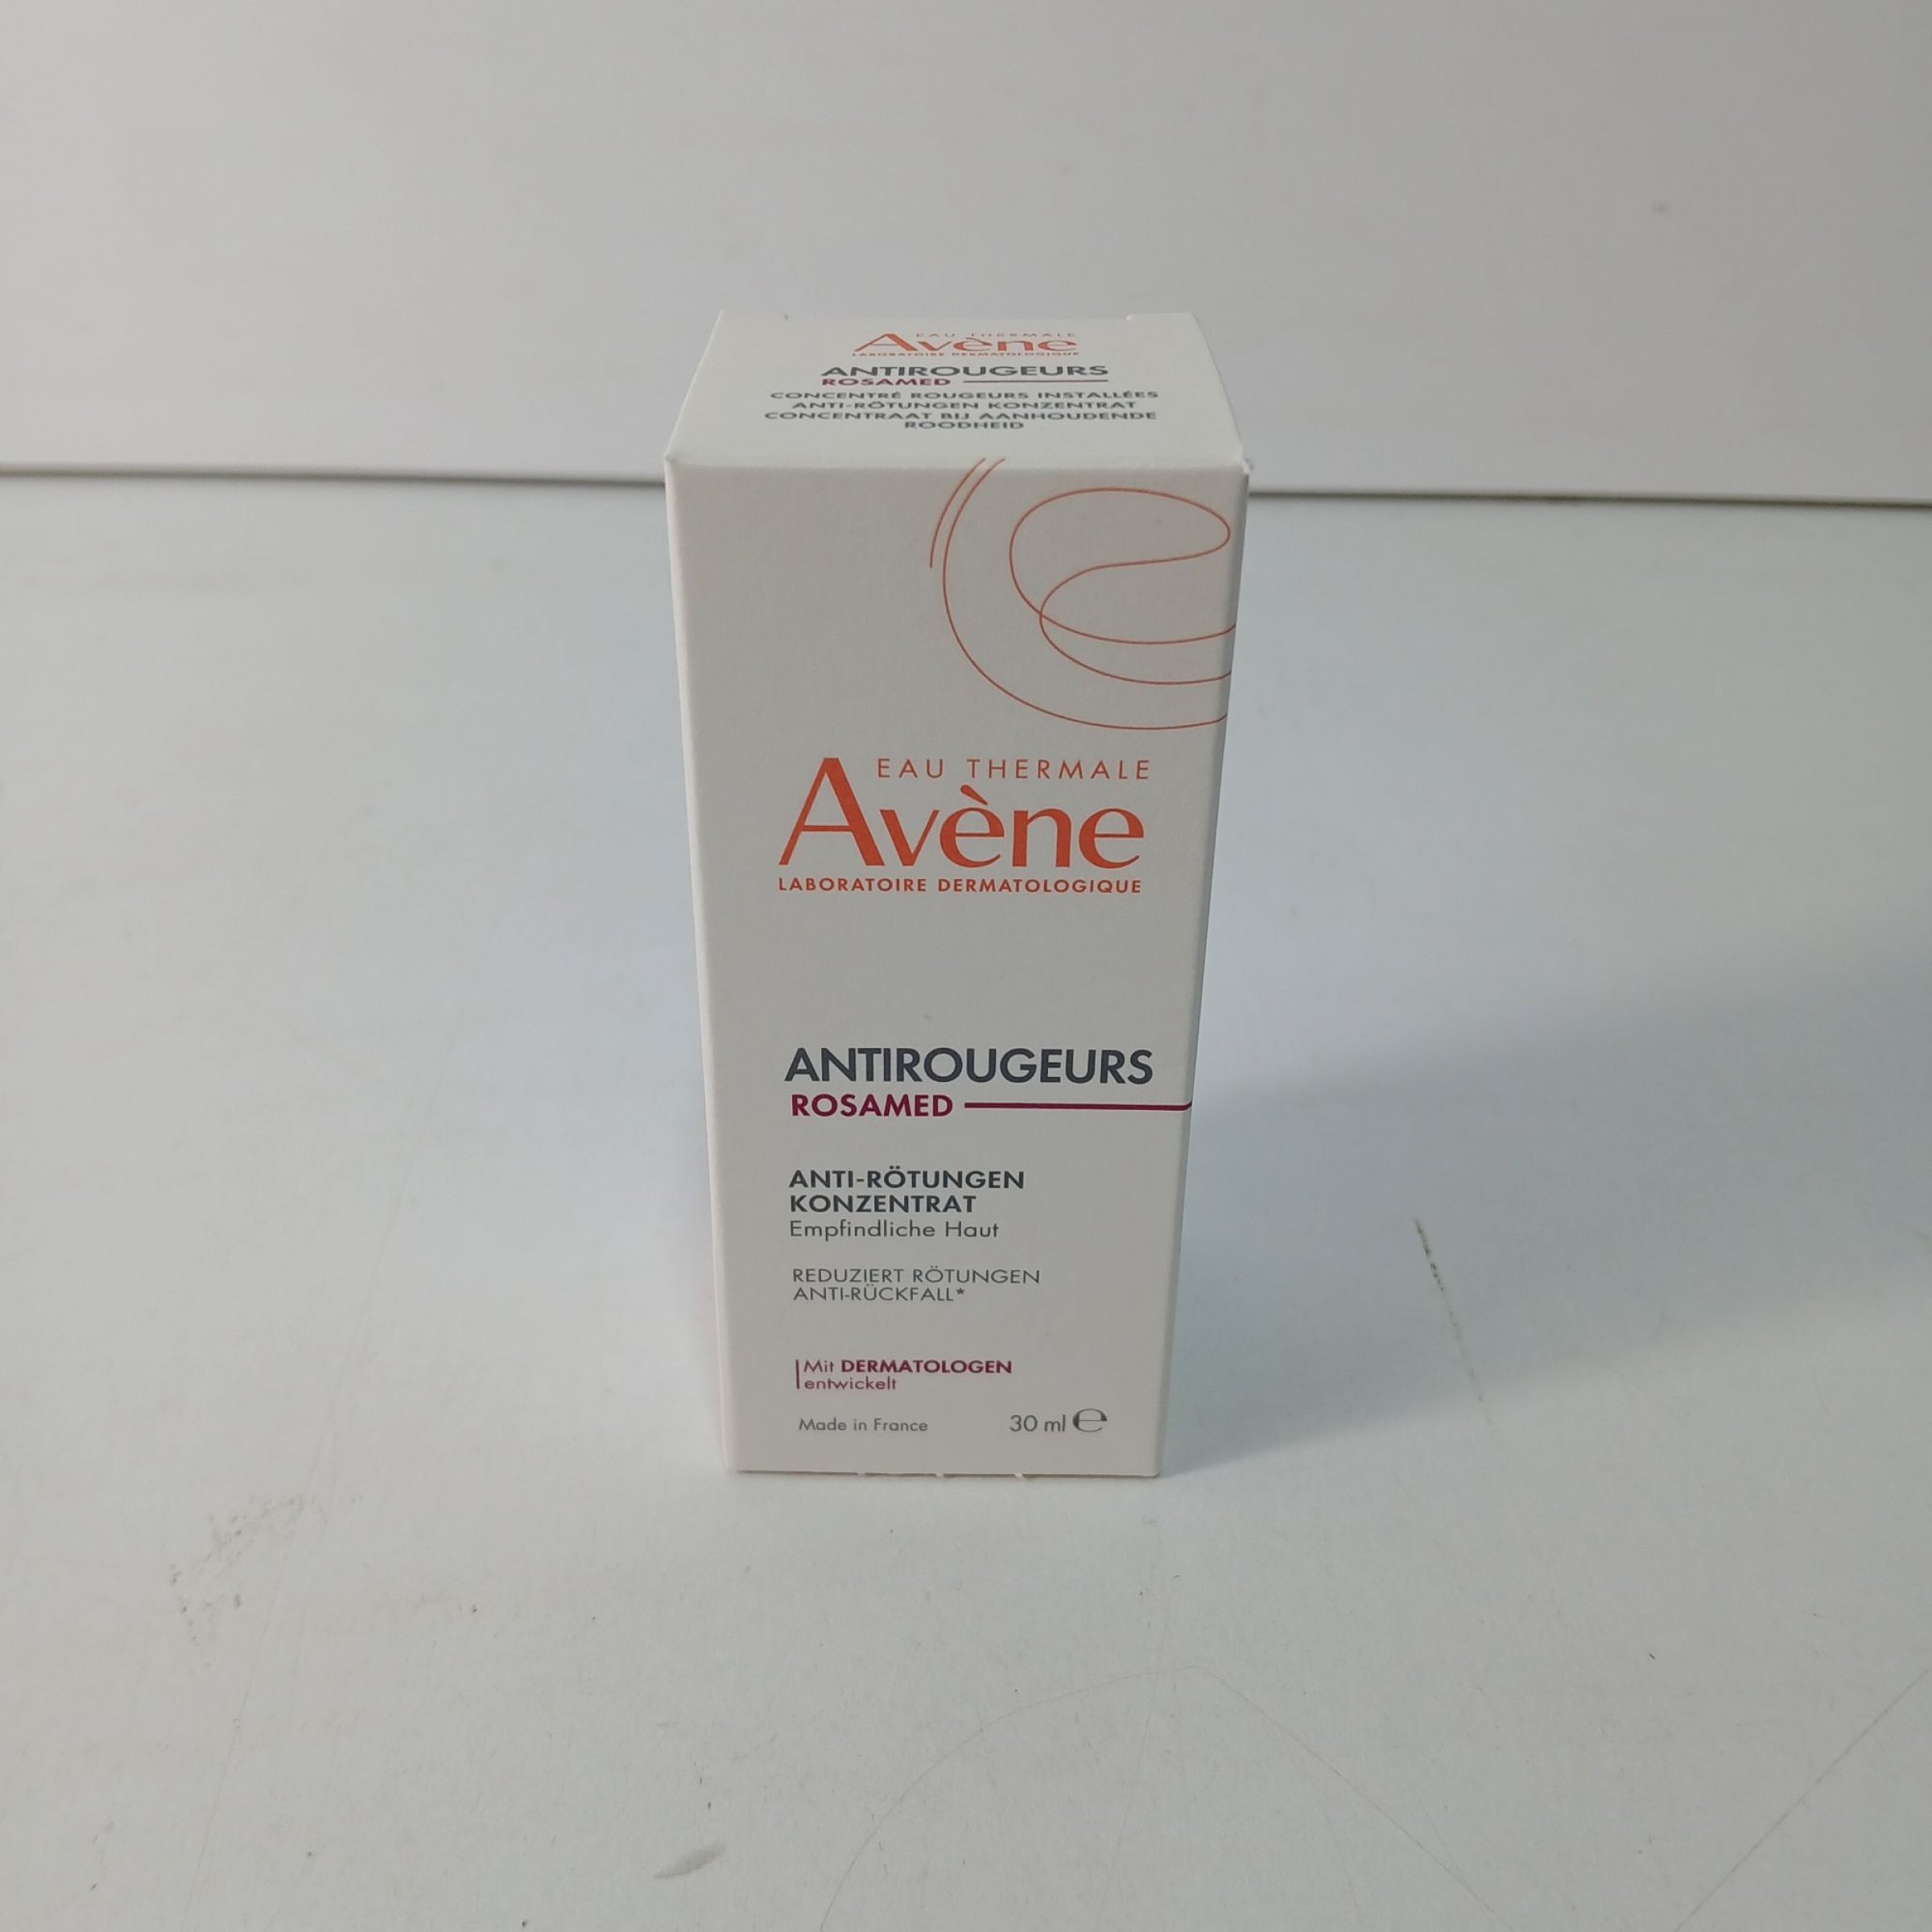 EAU THERMALE
Avène
LABORATOIRE DERMATOLOGIQUE
ANTIROUGEURS
ROSAMED
CONCENTRÉ ROUGEURS INSTALLÉES
ANTI-RÖTUNGEN KONZENTRAT
CONCENTRAAT BIJ AANHOUDENDE
ROODHEID
EAU THERMALE
Avène
LABORATOIRE DERMATOLOGIQUE
ANTIROUGEURS
ROSAMED
ANTI-RÖTUNGEN
KONZENTRAT
Empfindliche Haut
REDUZIERT RÖTUNGEN
ANTI-RÜCKFALL*
Mit DERMATOLOGEN
entwickelt
Made in France 30 ml ℮